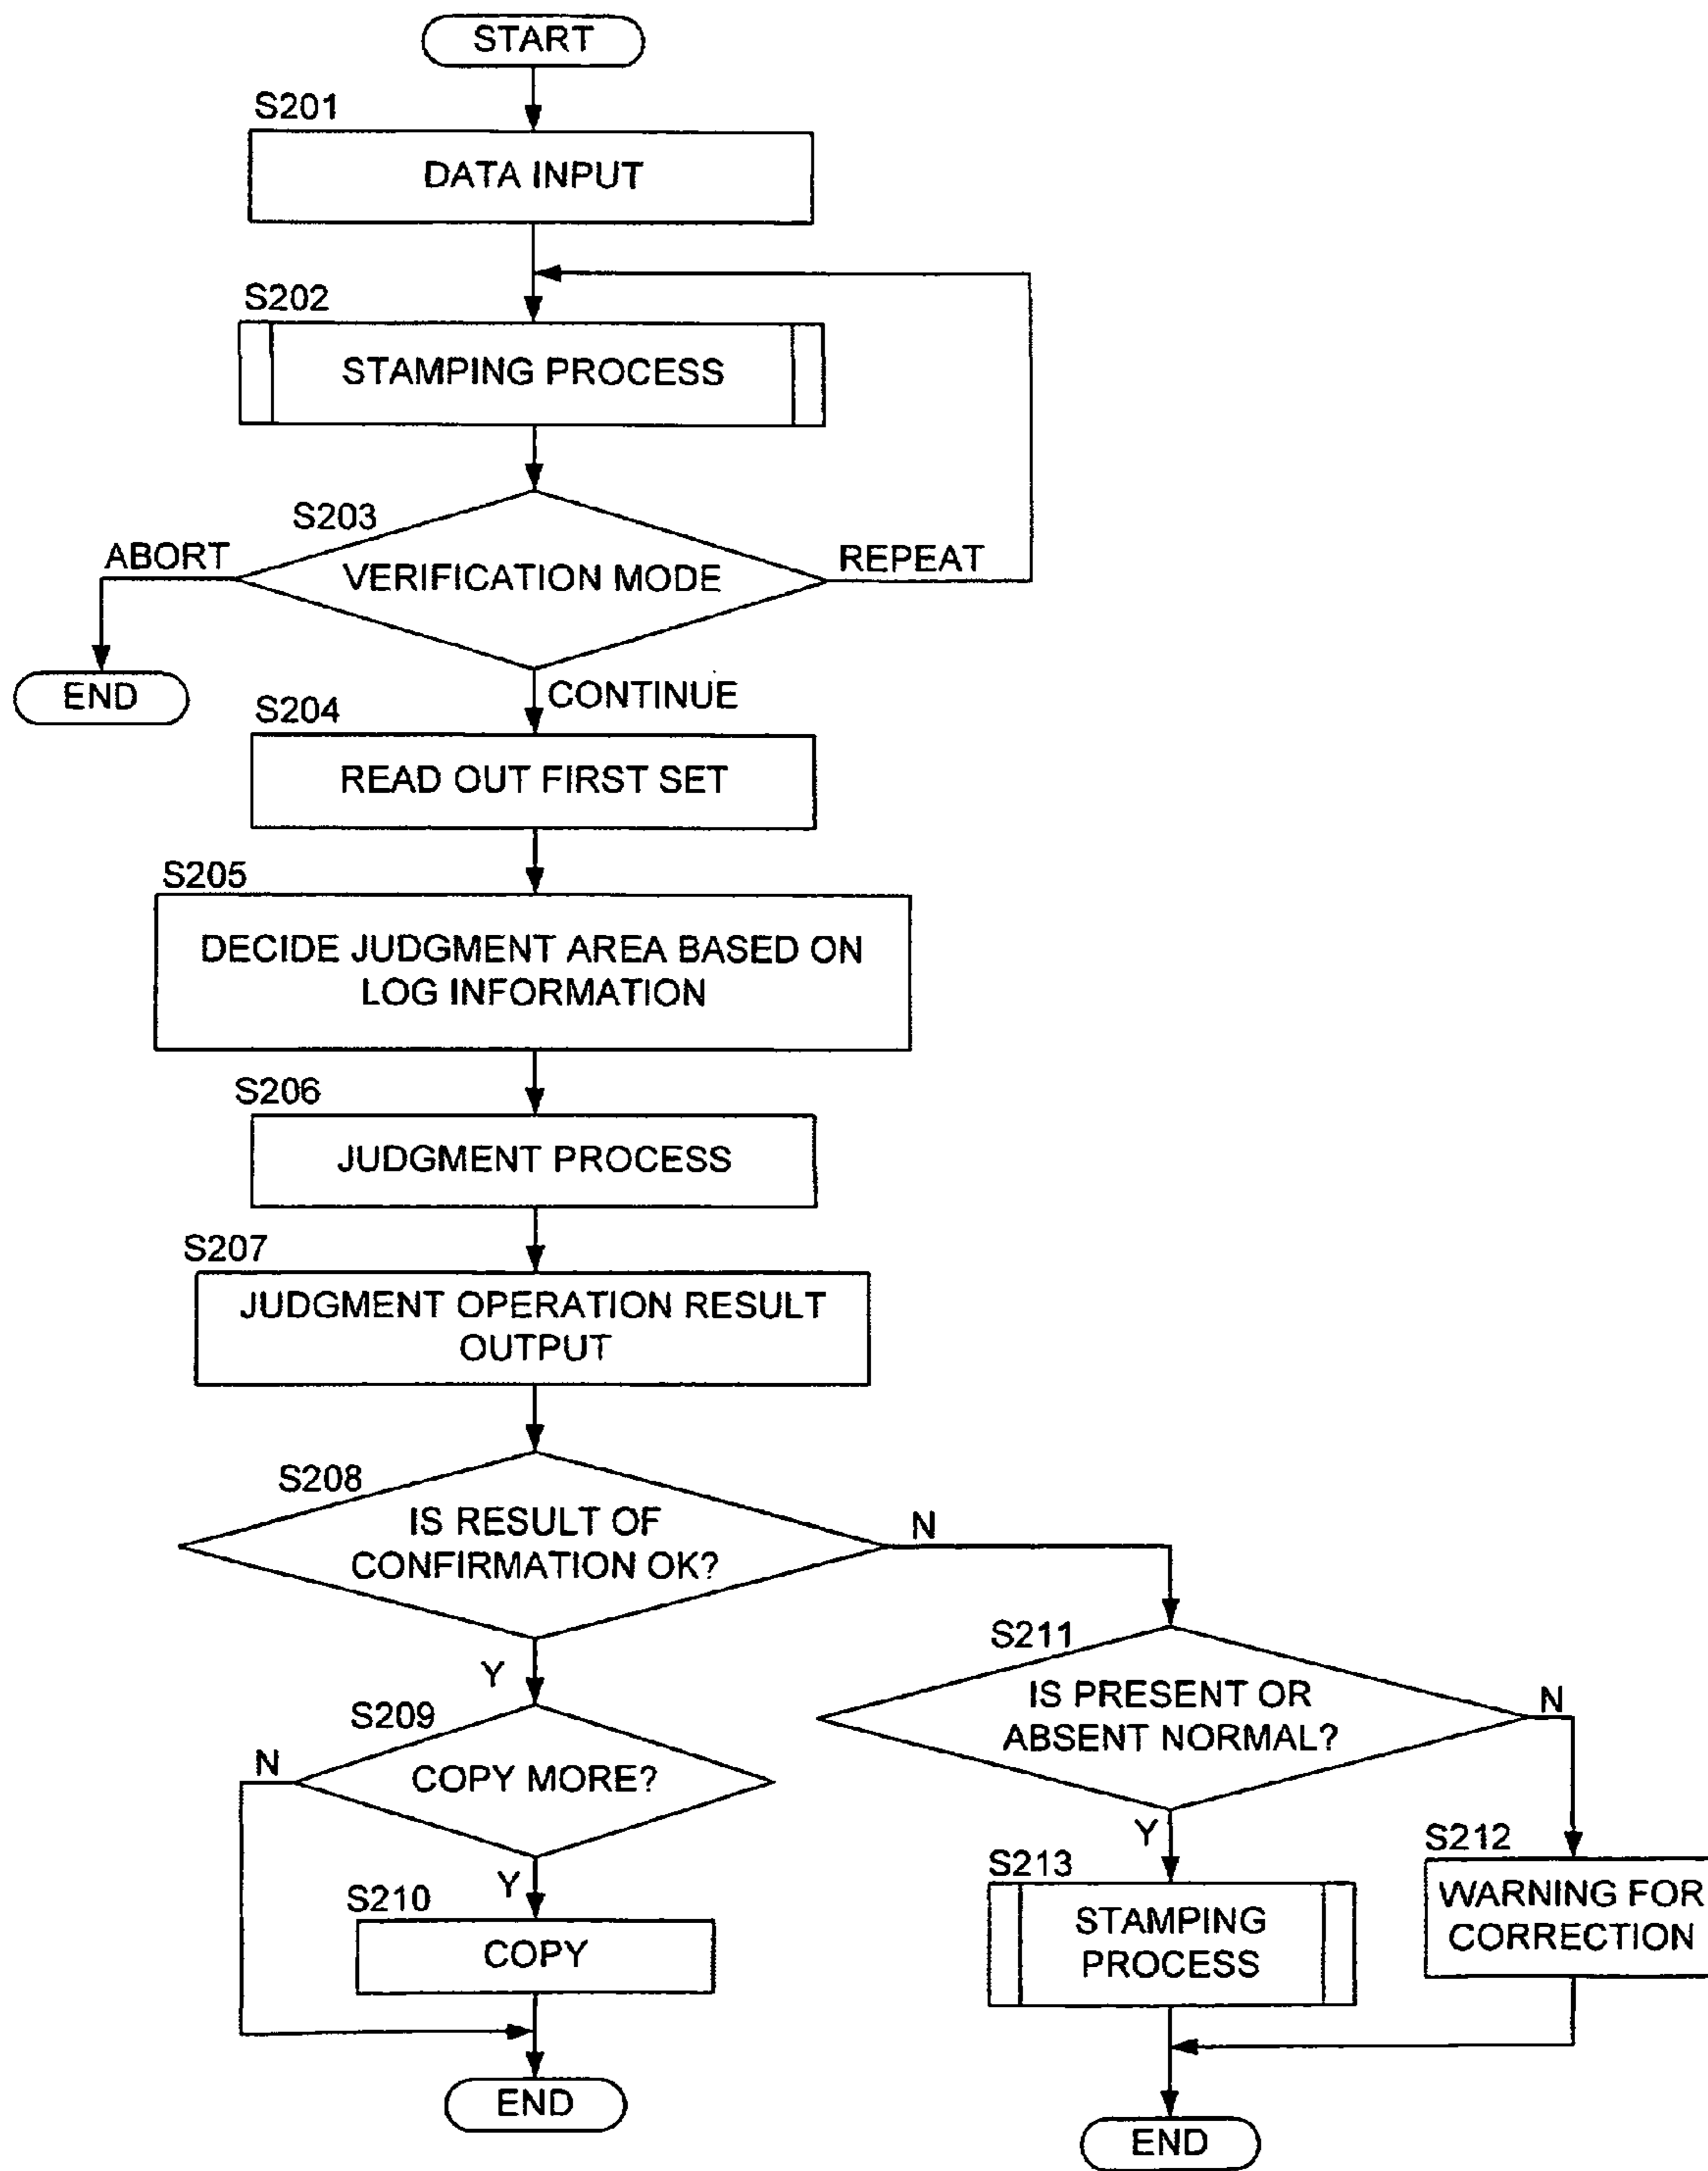 START
S201
DATA INPUT
S202
STAMPING PROCESS
S203
ABORT
VERIFICATION MODE
REPEAT
END
CONTINUE
S204
READ OUT FIRST SET
S205
DECIDE JUDGMENT AREA BASED ON
LOG INFORMATION
S206
JUDGMENT PROCESS
S207
JUDGMENT OPERATION RESULT
OUTPUT
S208
IS RESULT OF
CONFIRMATION OK?
N
Y
S209
N
COPY MORE?
Y
S210
COPY
END
S211
IS PRESENT OR
ABSENT NORMAL?
N
Y
S213
STAMPING
PROCESS
S212
WARNING FOR
CORRECTION
END